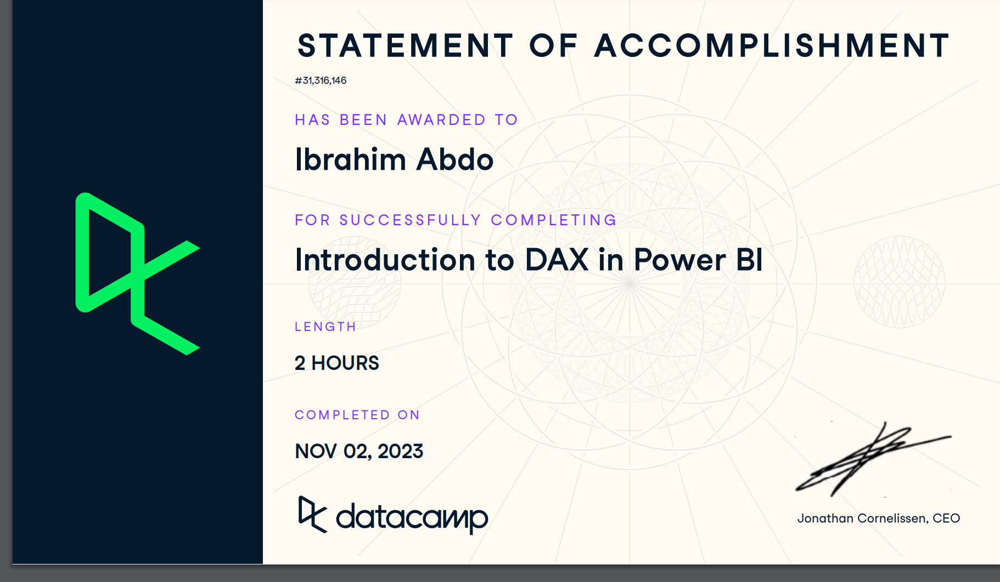 STATEMENT OF ACCOMPLISHMENT
#31,316,146
HAS BEEN AWARDED TO
Ibrahim Abdo
FOR SUCCESSFULLY COMPLETING
Introduction to DAX in Power BI
LENGTH
2 HOURS
COMPLETED ON
NOV 02, 2023
datacamp
Jonathan Cornelissen, CEO